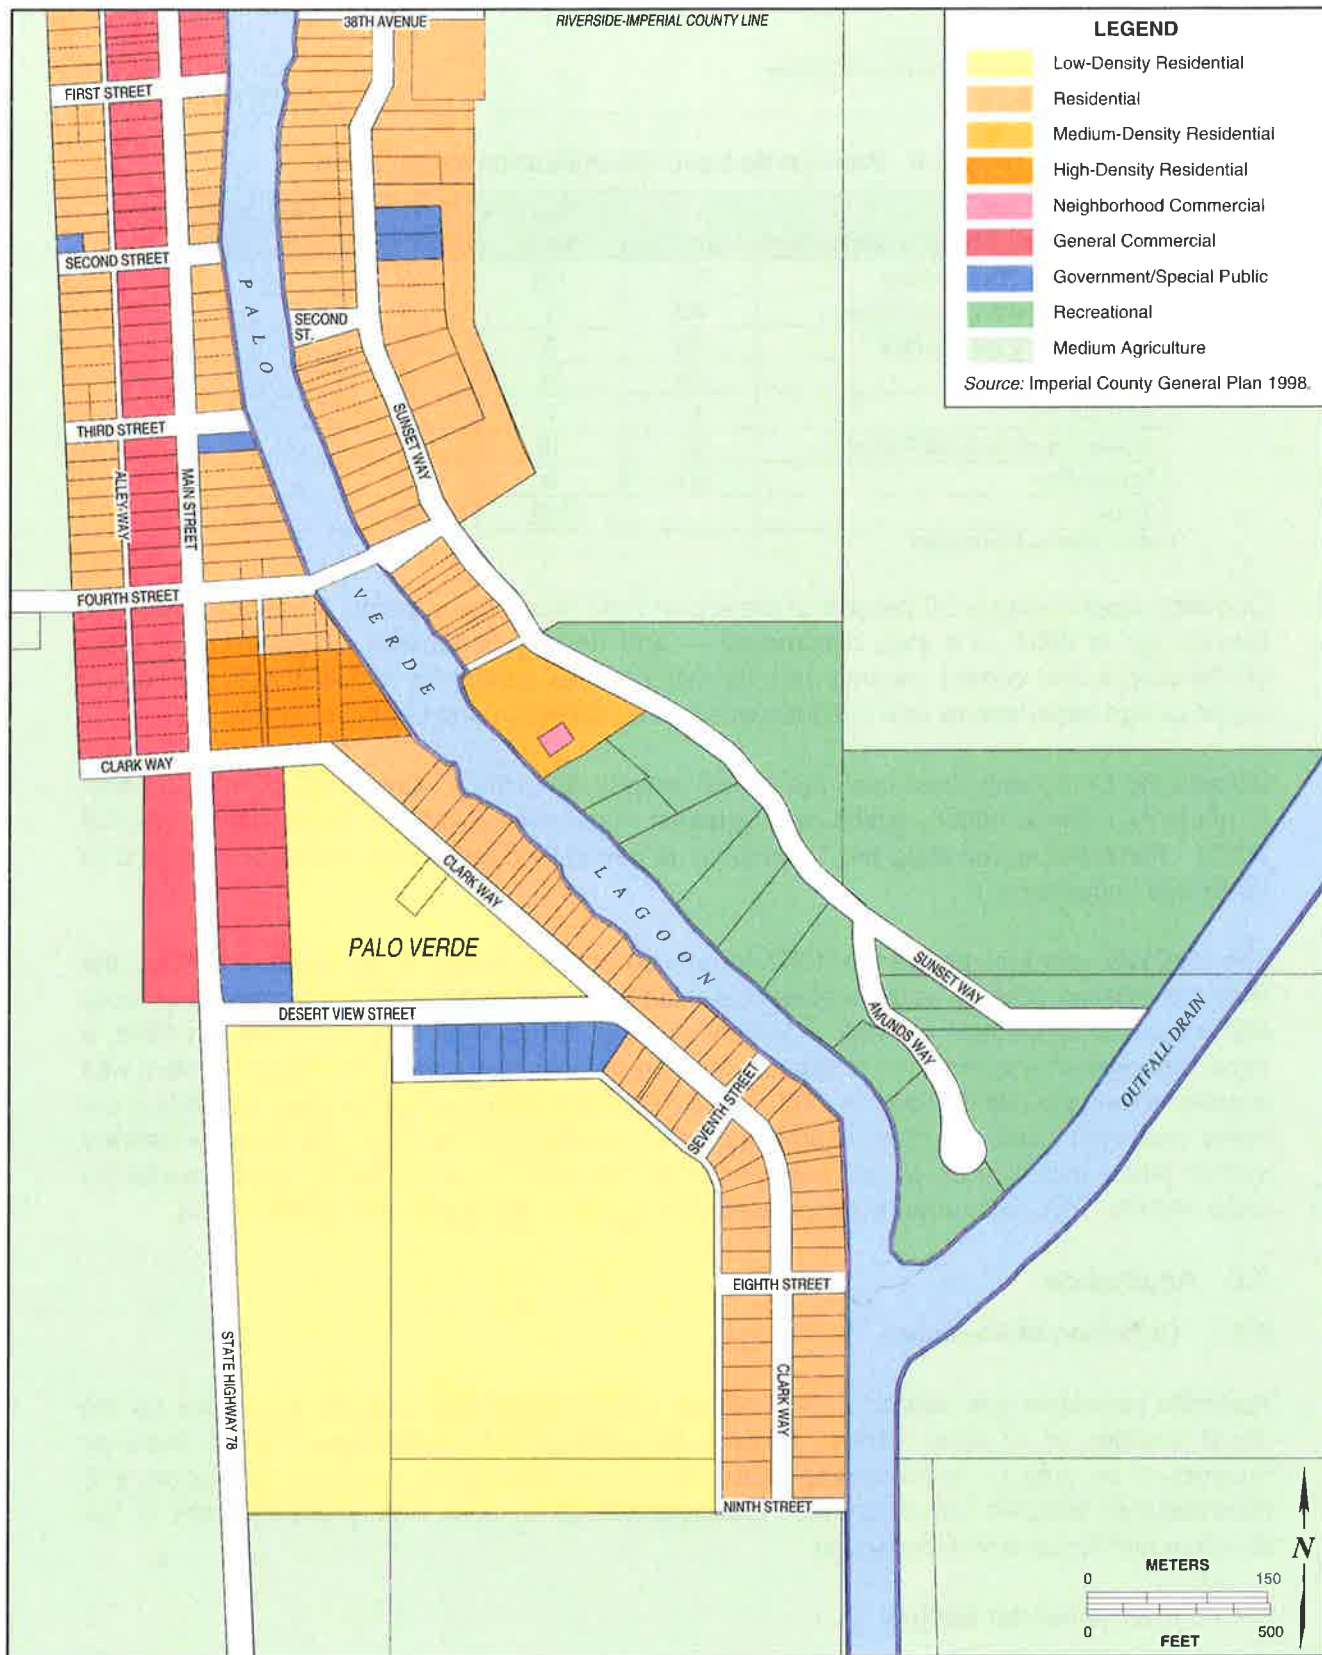 38TH AVENUE
RIVERSIDE-IMPERIAL COUNTY LINE
LEGEND
Low-Density Residential
Residential
Medium-Density Residential
High-Density Residential
Neighborhood Commercial
General Commercial
Government/Special Public
Recreational
Medium Agriculture
Source: Imperial County General Plan 1998.
FIRST STREET
SECOND STREET
PALO
SECOND
ST.
THIRD STREET
SUNSET WAY
ALLEY-WAY
MAIN STREET
FOURTH STREET
VERDE
CLARK WAY
CLARK WAY
LAGOON
PALO VERDE
SUNSET WAY
AMUNDS WAY
OUTFALL DRAIN
DESERT VIEW STREET
SEVENTH STREET
EIGHTH STREET
STATE HIGHWAY 78
CLARK WAY
NINTH STREET
N
METERS
0 150
0 500
FEET